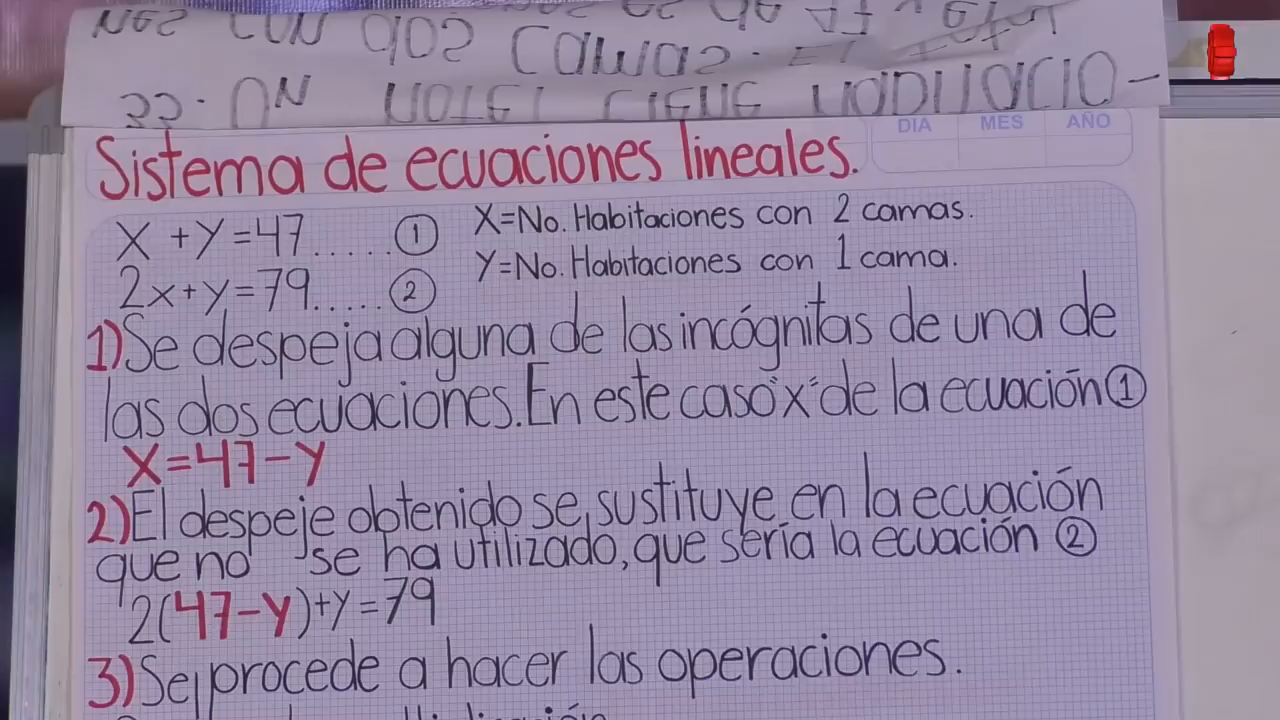 DIA MES AÑO
Sistema de ecuaciones lineales.
X + Y = 47 ..... ① X = No. Habitaciones con 2 camas.
2x + y = 79 ..... ② Y = No. Habitaciones con 1 cama.
1) Se despeja alguna de las incógnitas de una de
las dos ecuaciones. En este caso "x" de la ecuación ①
X = 47 - Y
2) El despeje obtenido se sustituye en la ecuación
que no se ha utilizado, que sería la ecuación ②
2(47 - Y) + Y = 79
3) Se procede a hacer las operaciones.